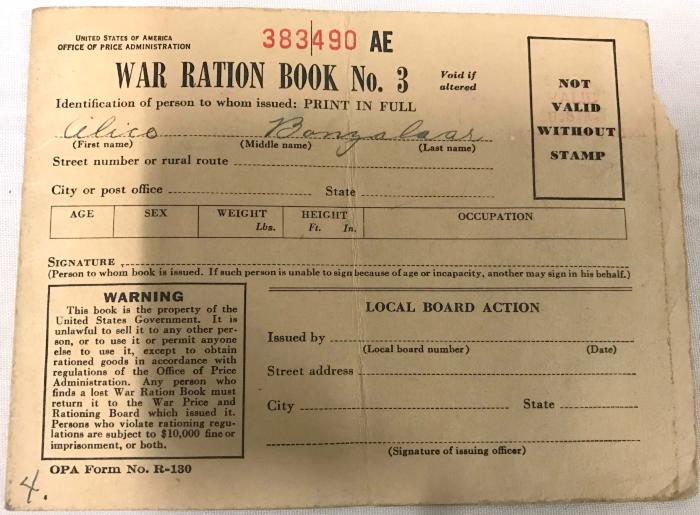 UNITED STATES OF AMERICA
OFFICE OF PRICE ADMINISTRATION
383490 AE
WAR RATION BOOK No. 3
Void if
altered
NOT
VALID
WITHOUT
STAMP
Identification of person to whom issued: PRINT IN FULL
Alice
(First name) (Middle name) (Last name)
Street number or rural route
City or post office State
AGE SEX WEIGHT HEIGHT OCCUPATION
Lbs. Ft. In.
SIGNATURE
(Person to whom book is issued. If such person is unable to sign because of age or incapacity, another may sign in his behalf.)
WARNING
This book is the property of the
United States Government. It is
unlawful to sell it to any other per-
son, or to use it or permit anyone
else to use it, except to obtain
rationed goods in accordance with
regulations of the Office of Price
Administration. Any person who
finds a lost War Ration Book must
return it to the War Price and
Rationing Board which issued it.
Persons who violate rationing regu-
lations are subject to $10,000 fine or
imprisonment, or both.
LOCAL BOARD ACTION
Issued by
(Local board number) (Date)
Street address
City State
(Signature of issuing officer)
OPA Form No. R-130
4.